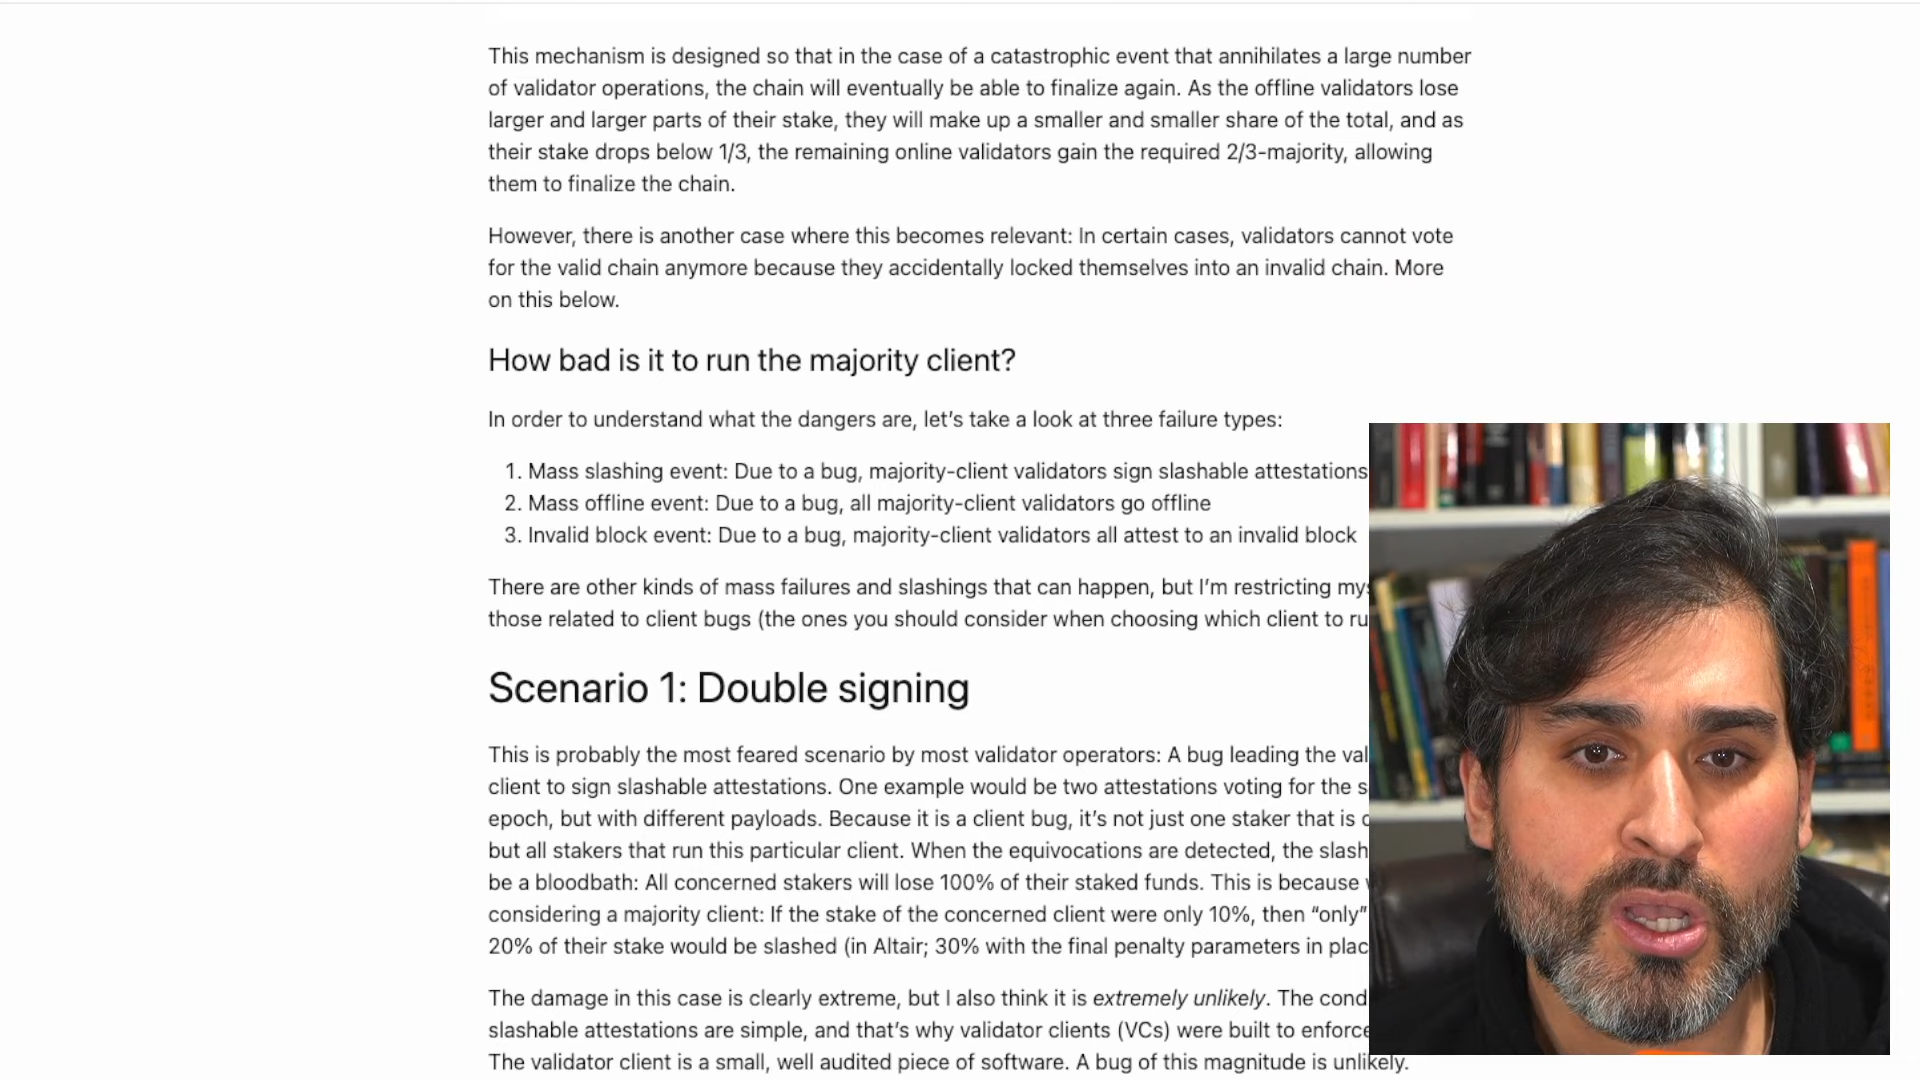 This mechanism is designed so that in the case of a catastrophic event that annihilates a large number
of validator operations, the chain will eventually be able to finalize again. As the offline validators lose
larger and larger parts of their stake, they will make up a smaller and smaller share of the total, and as
their stake drops below 1/3, the remaining online validators gain the required 2/3-majority, allowing
them to finalize the chain.
However, there is another case where this becomes relevant: In certain cases, validators cannot vote
for the valid chain anymore because they accidentally locked themselves into an invalid chain. More
on this below.
How bad is it to run the majority client?
In order to understand what the dangers are, let's take a look at three failure types:
1. Mass slashing event: Due to a bug, majority-client validators sign slashable attestations
2. Mass offline event: Due to a bug, all majority-client validators go offline
3. Invalid block event: Due to a bug, majority-client validators all attest to an invalid block
There are other kinds of mass failures and slashings that can happen, but I'm restricting
those related to client bugs (the ones you should consider when choosing which client to
Scenario 1: Double signing
This is probably the most feared scenario by most validator operators: A bug leading the
client to sign slashable attestations. One example would be two attestations voting for the
epoch, but with different payloads. Because it is a client bug, it's not just one staker that is
but all stakers that run this particular client. When the equivocations are detected, the
be a bloodbath: All concerned stakers will lose 100% of their staked funds. This is because
considering a majority client: If the stake of the concerned client were only 10%, then "only"
20% of their stake would be slashed (in Altair; 30% with the final penalty parameters in
The damage in this case is clearly extreme, but I also think it is extremely unlikely. The
slashable attestations are simple, and that's why validator clients (VCs) were built to
The validator client is a small, well audited piece of software. A bug of this magnitude is unlikely.